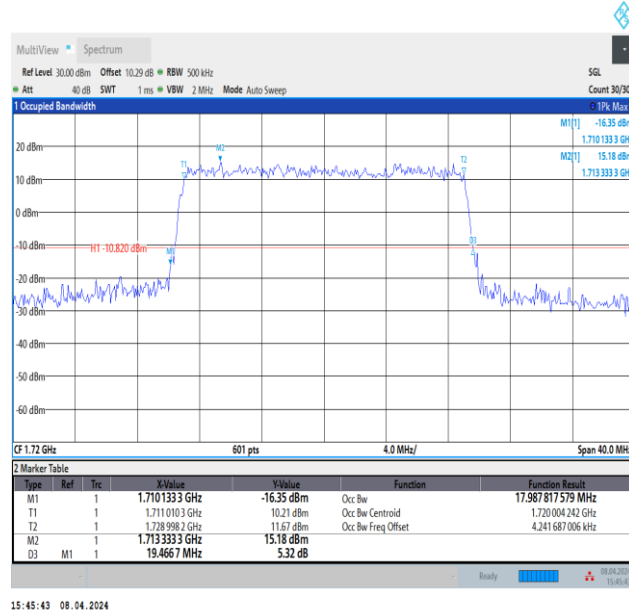 MultiView Spectrum
Ref Level 30.00 dBm Offset 10.29 dB RBW 500 kHz SGL
Att 40 dB SWT 1 ms VBW 2 MHz Mode Auto Sweep Count 30/30
1 Occupied Bandwidth 1Pk Max
M1[1] -16.35 dBm
1.710 133 3 GH
M2[1] 15.18 dBm
1.713 333 3 GH
M2
T1 T2
20 dBm
10 dBm
0 dBm
D3
-10 dBm H1 -10.820 dBm M1
-20 dBm
-30 dBm
-40 dBm
-50 dBm
-60 dBm
CF 1.72 GHz 601 pts 4.0 MHz/ Span 40.0 MHz
2 Marker Table
Type Ref Trc X-Value Y-Value Function Function Result
M1 1 1.710 133 3 GHz -16.35 dBm Occ Bw 17.987 817 579 MHz
T1 1 1.711 010 3 GHz 10.21 dBm Occ Bw Centroid 1.720 004 242 GHz
T2 1 1.728 998 2 GHz 11.67 dBm Occ Bw Freq Offset 4.241 687 006 kHz
M2 1 1.713 333 3 GHz 15.18 dBm
D3 M1 1 19.466 7 MHz 5.32 dB
Ready 08.04.202
15:45:4
15:45:43 08.04.2024